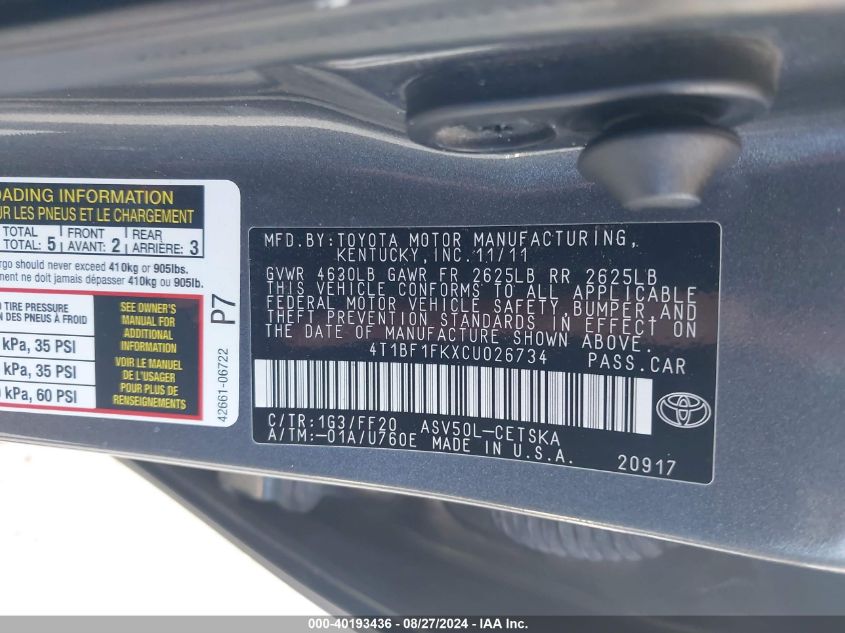 OADING INFORMATION
UR LES PNEUS ET LE CHARGEMENT
TOTAL FRONT REAR
TOTAL: 5 AVANT: 2 ARRIÈRE: 3
rgo should never exceed 410kg or 905lbs.
ment ne doit jamais dépasser 410kg ou 905lb.
TIRE PRESSURE
DES PNEUS À FROID
kPa, 35 PSI
kPa, 35 PSI
kPa, 60 PSI
SEE OWNER'S
MANUAL FOR
ADDITIONAL
INFORMATION
VOIR LE MANUEL
DE L'USAGER
POUR PLUS DE
RENSEIGNEMENTS
P7
42661-06722
MFD.BY:TOYOTA MOTOR MANUFACTURING,
KENTUCKY, INC.11/11
GVWR 4630LB GAWR FR 2625LB RR 2625LB
THIS VEHICLE CONFORMS TO ALL APPLICABLE
FEDERAL MOTOR VEHICLE SAFETY, BUMPER, AND
THEFT PREVENTION STANDARDS IN EFFECT ON
THE DATE OF MANUFACTURE SHOWN ABOVE.
4T1BF1FKXCU026734 PASS.CAR
C/TR:1G3/FF20 ASV50L-CETSKA
A/TM:-01A/U760E MADE IN U.S.A.
20917
000-40193436 - 08/27/2024 - IAA Inc.